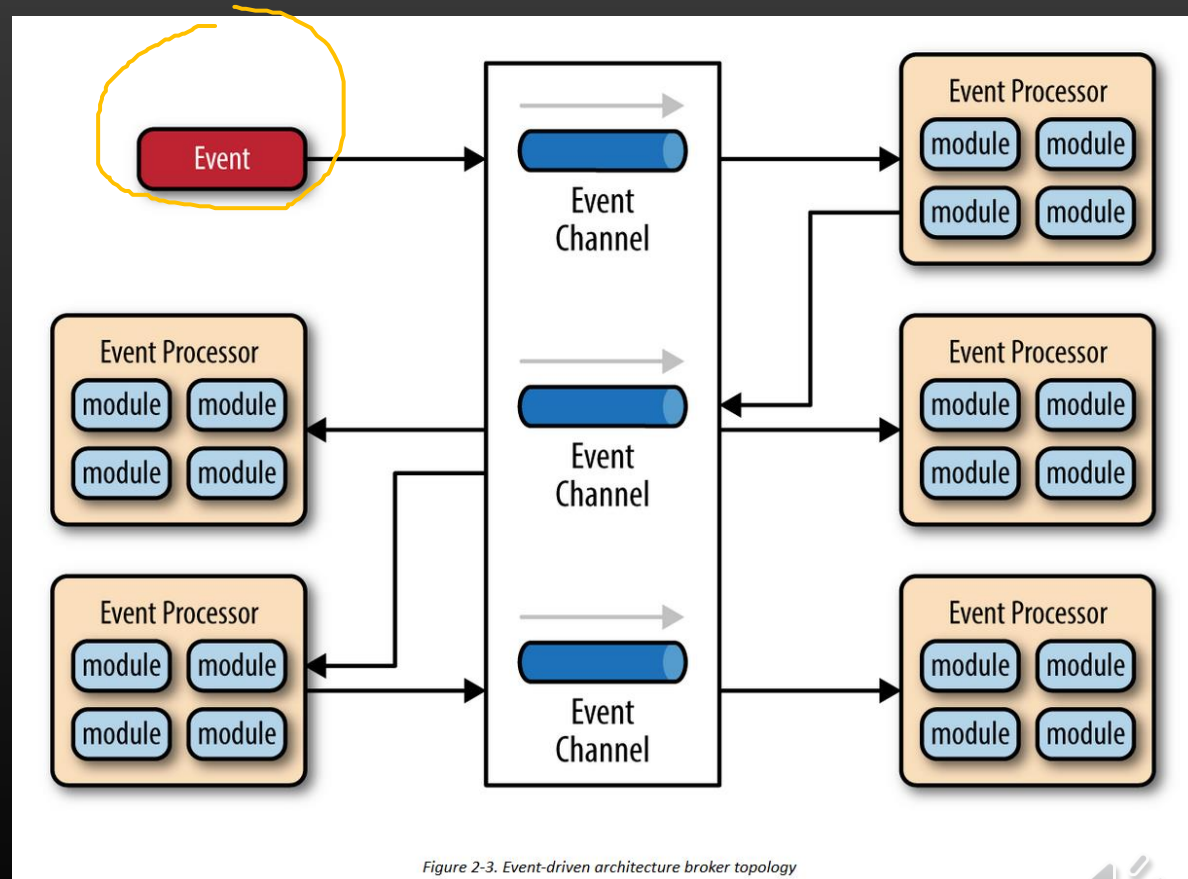 Event
Event
Channel
Event Processor
module module
module module
Event Processor
module module
module module
Event
Channel
Event Processor
module module
module module
Event Processor
module module
module module
Event
Channel
Event Processor
module module
module module
Figure 2-3. Event-driven architecture broker topology